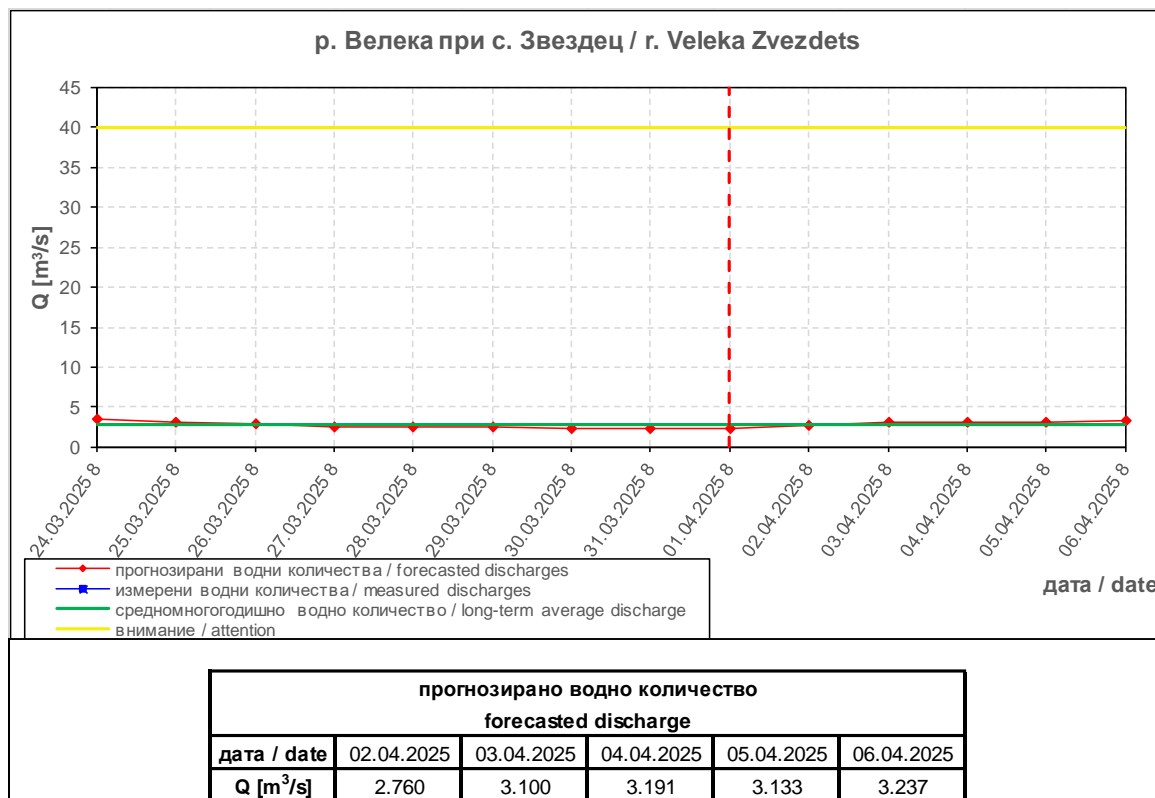 р. Велека при с. Звездец / r. Veleka Zvezdets
45
40
35
30
25
20
15
10
5
0
Q [m³/s]
24.03.2025 8
25.03.2025 8
26.03.2025 8
27.03.2025 8
28.03.2025 8
29.03.2025 8
30.03.2025 8
31.03.2025 8
01.04.2025 8
02.04.2025 8
03.04.2025 8
04.04.2025 8
05.04.2025 8
06.04.2025 8
дата / date
прогнозирани водни количества / forecasted discharges
измерени водни количества / measured discharges
средномногогодишно водно количество / long-term average discharge
внимание / attention
прогнозирано водно количество
forecasted discharge
дата / date 02.04.2025 03.04.2025 04.04.2025 05.04.2025 06.04.2025
Q [m³/s] 2.760 3.100 3.191 3.133 3.237